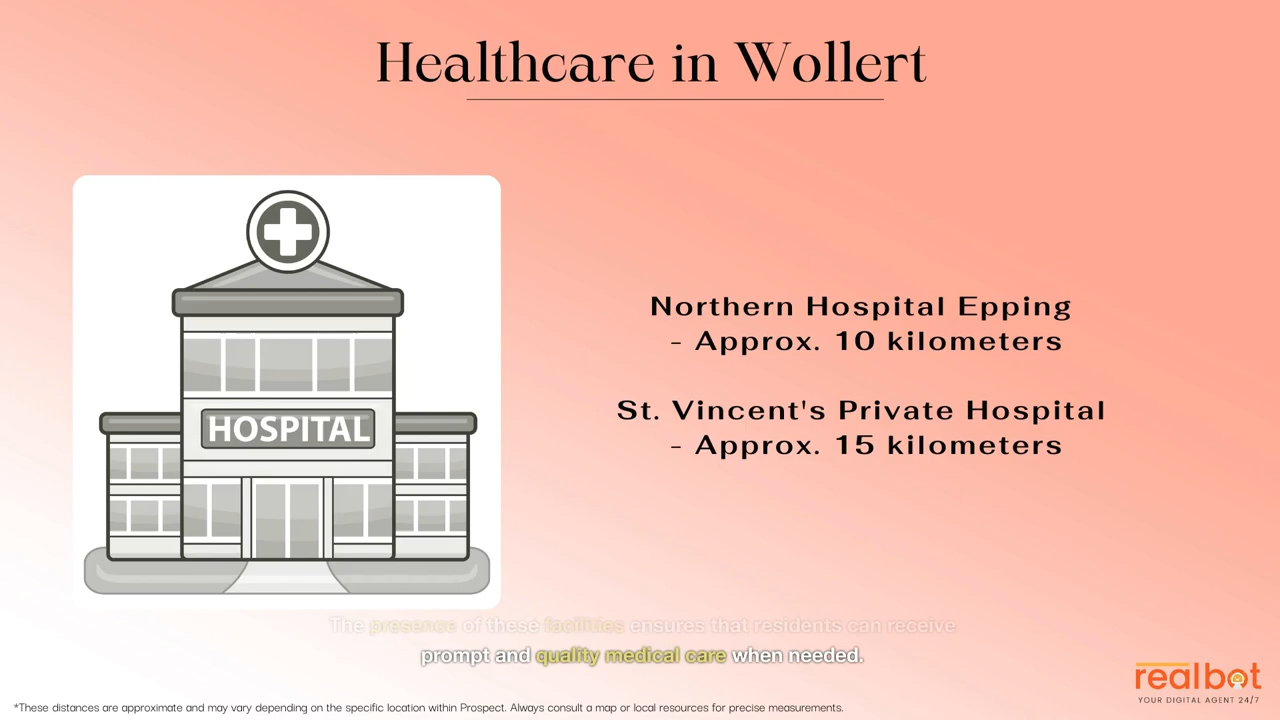 Healthcare in Wollert
HOSPITAL
Northern Hospital Epping
- Approx. 10 kilometers
St. Vincent's Private Hospital
- Approx. 15 kilometers
The presence of these facilities ensures that residents can receive
prompt and quality medical care when needed.
realbot
YOUR DIGITAL AGENT 24/7
*These distances are approximate and may vary depending on the specific location within Prospect. Always consult a map or local resources for precise measurements.